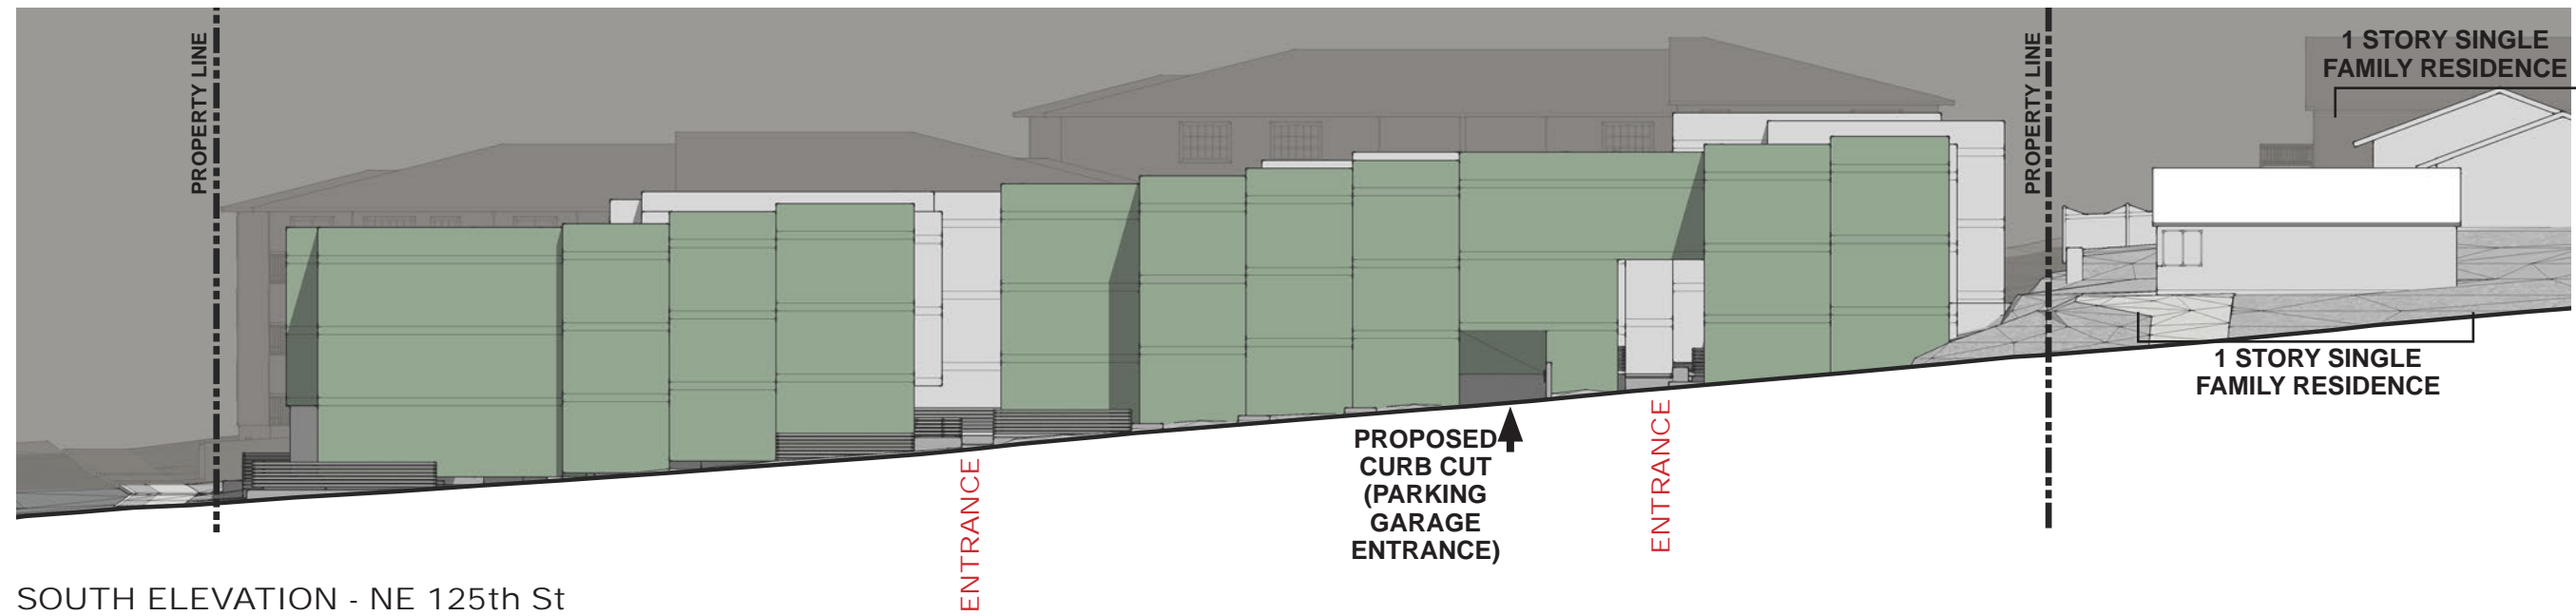 PROPERTY LINE
PROPERTY LINE
1 STORY SINGLE
FAMILY RESIDENCE
1 STORY SINGLE
FAMILY RESIDENCE
ENTRANCE
PROPOSED
CURB CUT
(PARKING
GARAGE
ENTRANCE)
ENTRANCE
SOUTH ELEVATION - NE 125th St